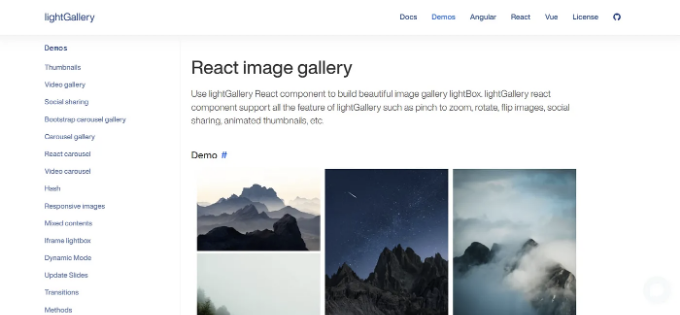 lightGallery
Docs
Demos
Angular
React
Vue
License
Demos
Thumbnails
Video gallery
Social sharing
Bootstrap carousel gallery
Carousel gallery
React carousel
Video carousel
Hash
Responsive images
Mixed contents
Iframe lightbox
Dynamic Mode
Update Slides
Transitions
Methods
React image gallery
Use lightGallery React component to build beautiful image gallery lightBox. lightGallery react
component support all the feature of lightGallery such as pinch to zoom, rotate, flip images, social
sharing, animated thumbnails, etc.
Demo #